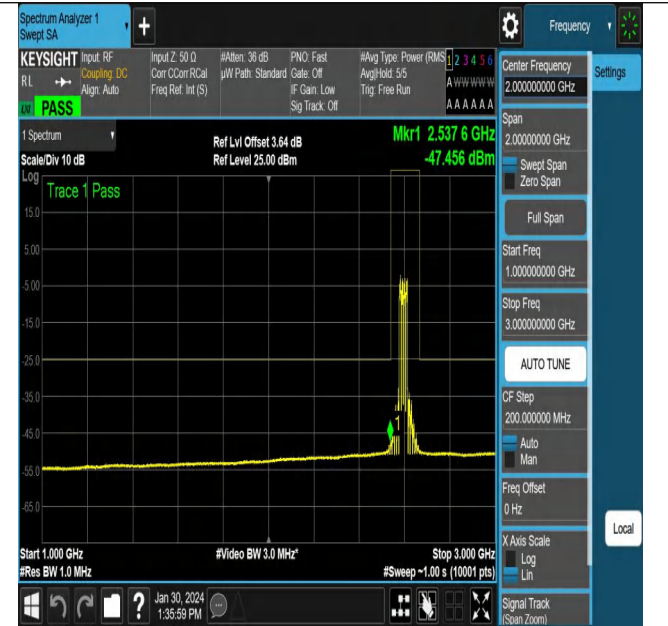 Spectrum Analyzer 1
Swept SA
+
Frequency
KEYSIGHT
RL
LXI
PASS
Input: RF
Coupling: DC
Align: Auto
Input Z: 50 Ω
Corr CCorr RCal
Freq Ref: Int (S)
#Atten: 36 dB
µW Path: Standard
PNO: Fast
Gate: Off
IF Gain: Low
Sig Track: Off
#Avg Type: Power (RMS
Avg|Hold: 5/5
Trig: Free Run
1 2 3 4 5 6
A W W W W W
A A A A A A
1 Spectrum
Scale/Div 10 dB
Ref Lvl Offset 3.64 dB
Ref Level 25.00 dBm
Mkr1 2.537 6 GHz
-47.456 dBm
Log
Trace 1 Pass
15.0
5.00
-5.00
-15.0
-25.0
-35.0
-45.0
-55.0
-65.0
1
Start 1.000 GHz
#Res BW 1.0 MHz
#Video BW 3.0 MHz*
Stop 3.000 GHz
#Sweep ~1.00 s (10001 pts)
Center Frequency
2.000000000 GHz
Settings
Span
2.00000000 GHz
Swept Span
Zero Span
Full Span
Start Freq
1.000000000 GHz
Stop Freq
3.000000000 GHz
AUTO TUNE
CF Step
200.000000 MHz
Auto
Man
Freq Offset
0 Hz
X Axis Scale
Log
Lin
Local
Signal Track
(Span Zoom)
?
Jan 30, 2024
1:35:59 PM